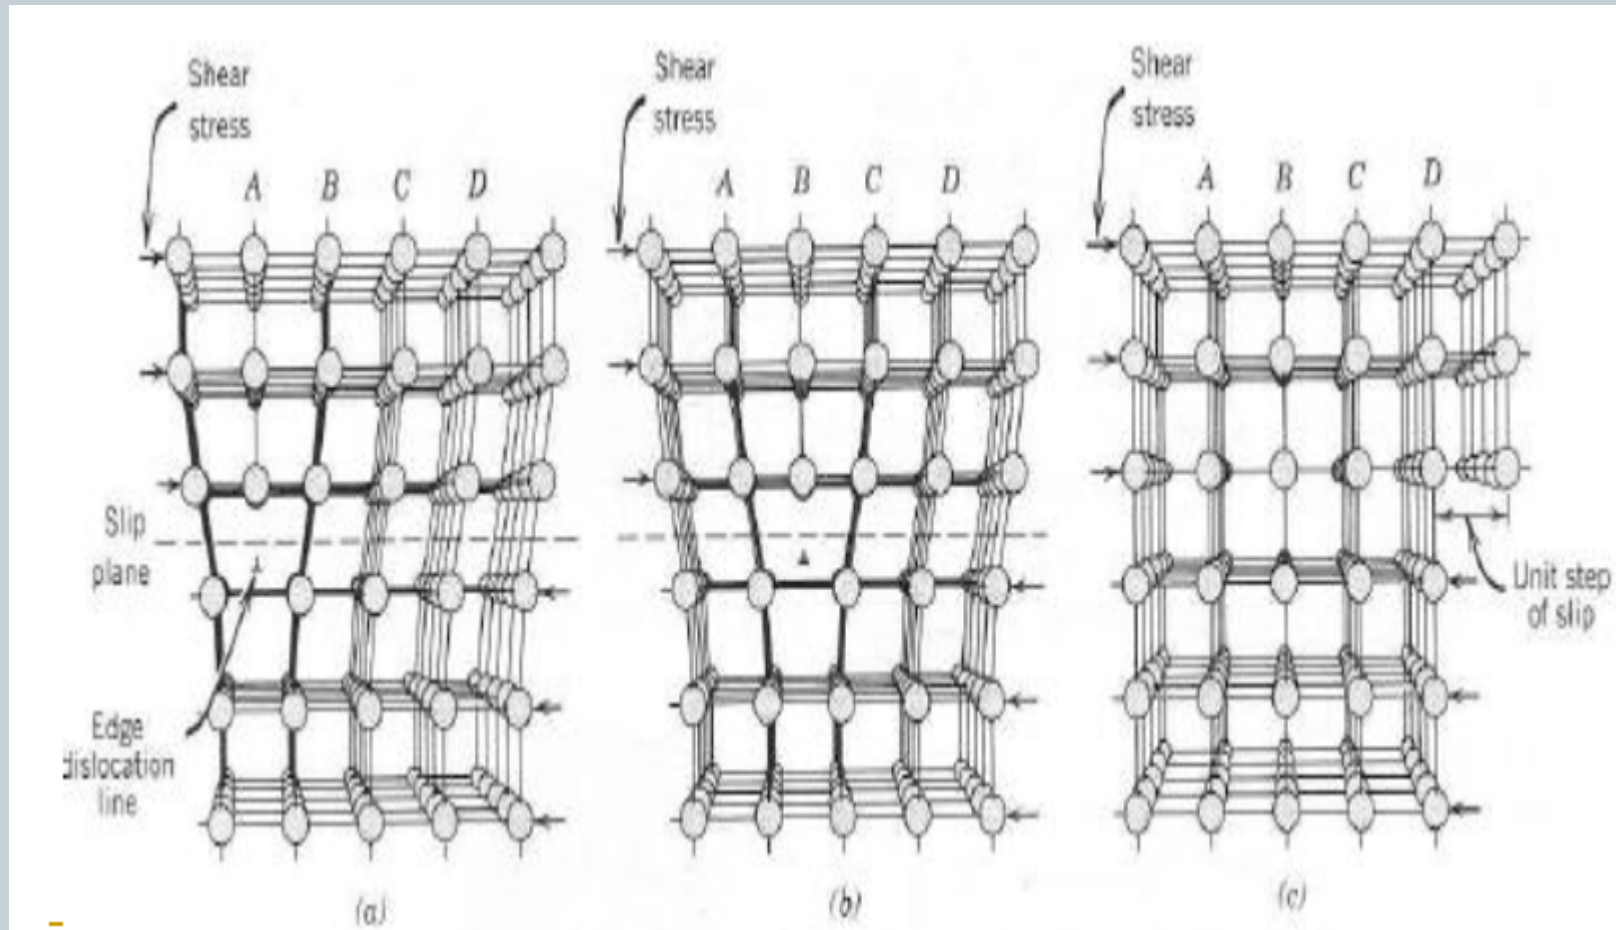 Shear
stress
A B C D
Slip
plane
Edge
dislocation
line
(a)
Shear
stress
A B C D
(b)
Shear
stress
A B C D
Unit step
of slip
(c)